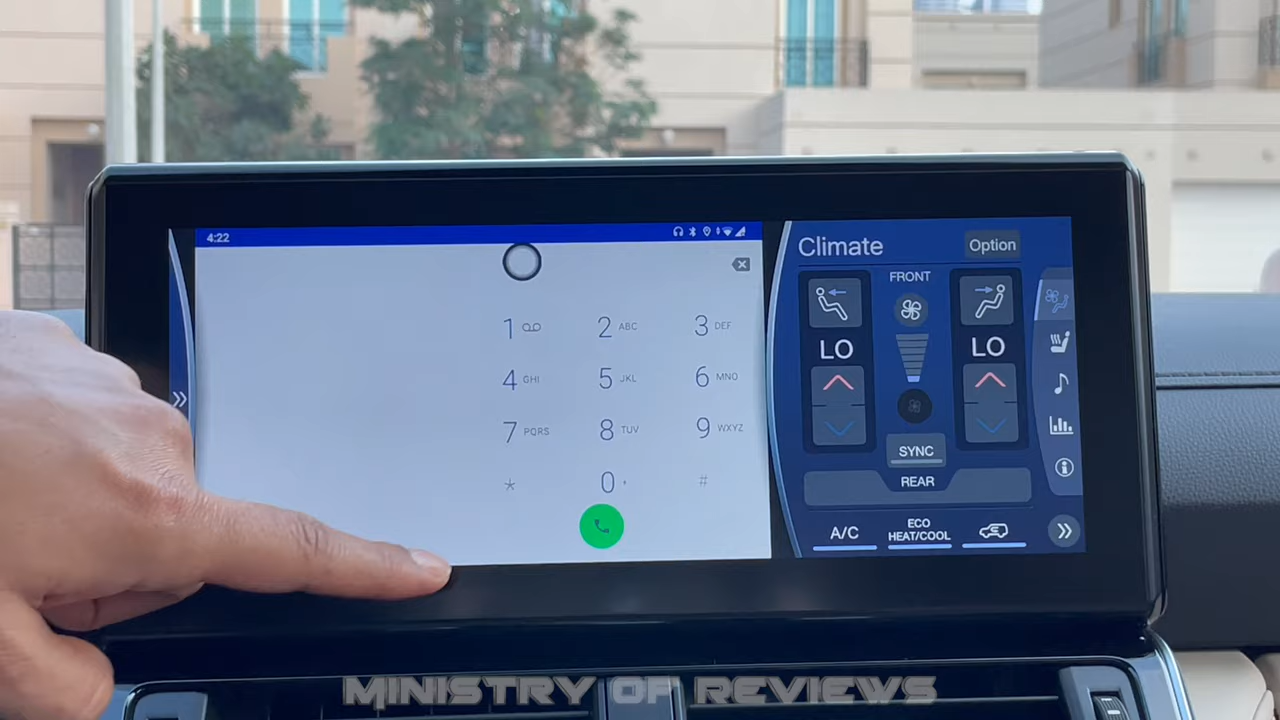 4:22
1
2 ABC
3 DEF
4 GHI
5 JKL
6 MNO
7 PQRS
8 TUV
9 WXYZ
* 0 + #
Climate
Option
FRONT
LO
LO
SYNC
REAR
A/C
ECO
HEAT/COOL
MINISTRY OF REVIEWS